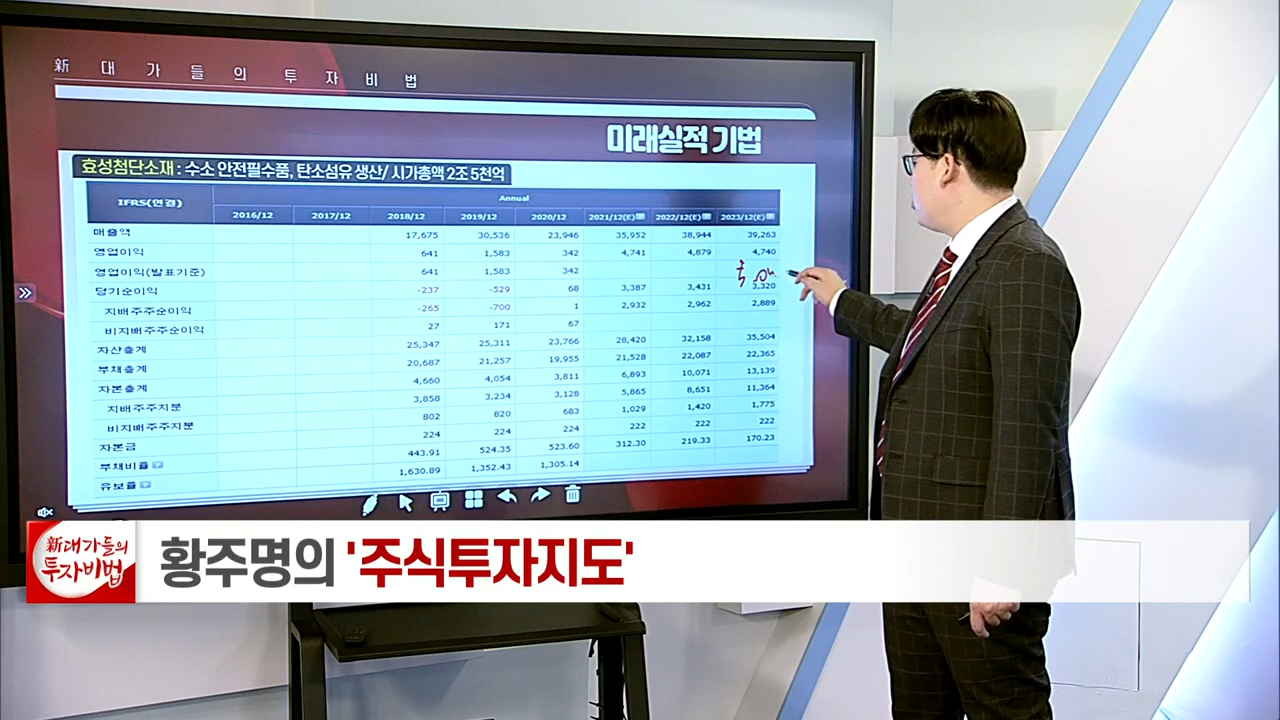 新 대 가 들 의 투 자 비 법
미래실적 기법
효성첨단소재 : 수소 안전필수품, 탄소섬유 생산/ 시가총액 2조 5천억
IFRS(연결) Annual
2016/12 2017/12 2018/12 2019/12 2020/12 2021/12(E) 2022/12(E) 2023/12(E)
매출액 17,675 30,536 23,946 35,952 38,944 39,263
영업이익 641 1,583 342 4,741 4,879 4,740
영업이익(발표기준) 641 1,583 342
당기순이익 -237 -529 68 3,387 3,431 3,320
지배주주순이익 -265 -700 1 2,932 2,962 2,889
비지배주주순이익 27 171 67
자산총계 25,347 25,311 23,766 28,420 32,158 35,504
부채총계 20,687 21,257 19,955 21,528 22,087 22,365
자본총계 4,660 4,054 3,811 6,893 10,071 13,139
지배주주지분 3,858 3,234 3,128 5,865 8,651 11,364
비지배주주지분 802 820 683 1,029 1,420 1,775
자본금 224 224 224 222 222 222
부채비율 443.91 524.35 523.60 312.30 219.33 170.23
유보율 1,630.89 1,352.43 1,305.14
新대가들의
투자비법
황주명의 '주식투자지도'